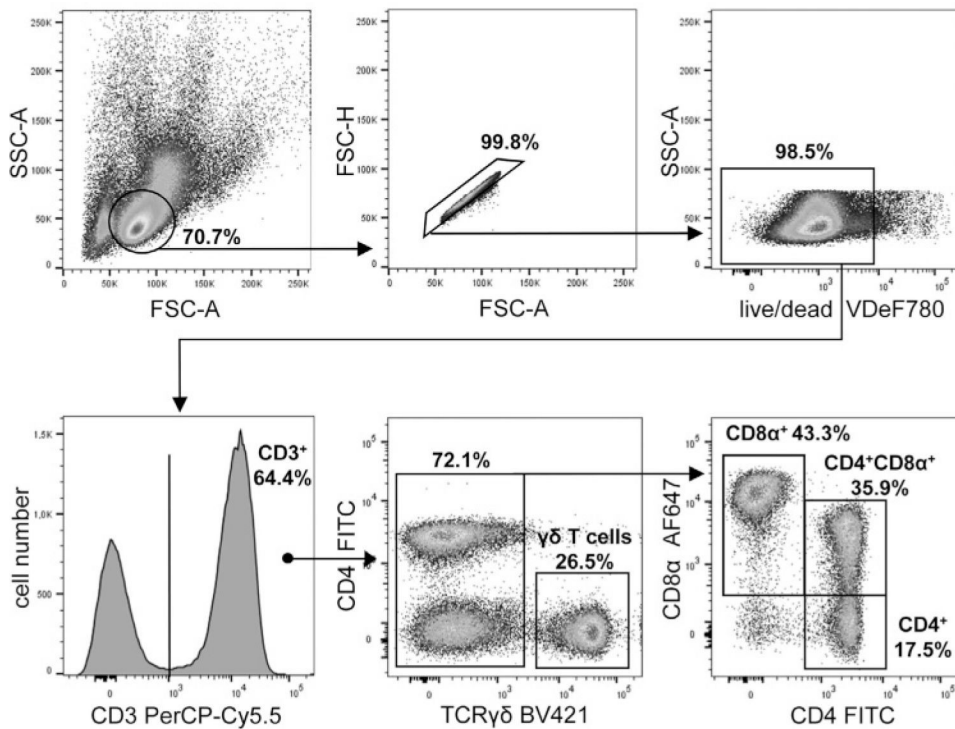 250K
200K
150K
100K
50K
0
SSC-A
70.7%
0 50K 100K 150K 200K 250K
FSC-A
250K
200K
150K
100K
50K
0
FSC-H
99.8%
0 50K 100K 150K 200K 250K
FSC-A
250K
200K
150K
100K
50K
0
SSC-A
98.5%
0 10³ 10⁴ 10⁵
live/dead VDeF780
1,5K
1,0K
500
0
cell number
CD3⁺
64.4%
0 10³ 10⁴ 10⁵
CD3 PerCP-Cy5.5
10⁵
10⁴
10³
0
CD4 FITC
72.1%
γδ T cells
26.5%
0 10³ 10⁴ 10⁵
TCRγδ BV421
10⁵
10⁴
10³
0
CD8α AF647
CD8α⁺ 43.3%
CD4⁺CD8α⁺
35.9%
CD4⁺
17.5%
0 10³ 10⁴ 10⁵
CD4 FITC